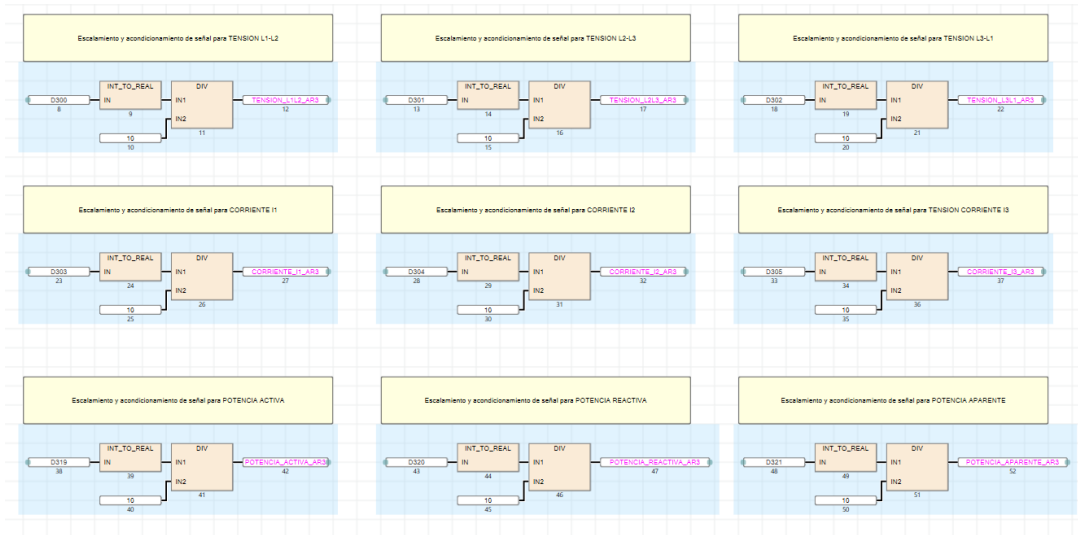 Escalamiento y acondicionamiento de señal para TENSION L1-L2
INT_TO_REAL
DIV
D300
IN
IN1
TENSION_L1L2_AR3
8
9
12
IN2
11
10
10
Escalamiento y acondicionamiento de señal para TENSION L2-L3
INT_TO_REAL
DIV
D301
IN
IN1
TENSION_L2L3_AR3
13
14
17
IN2
16
10
15
Escalamiento y acondicionamiento de señal para TENSION L3-L1
INT_TO_REAL
DIV
D302
IN
IN1
TENSION_L3L1_AR3
18
19
22
IN2
21
10
20
Escalamiento y acondicionamiento de señal para CORRIENTE I1
INT_TO_REAL
DIV
D303
IN
IN1
CORRIENTE_I1_AR3
23
24
27
IN2
26
10
25
Escalamiento y acondicionamiento de señal para CORRIENTE I2
INT_TO_REAL
DIV
D304
IN
IN1
CORRIENTE_I2_AR3
28
29
32
IN2
31
10
30
Escalamiento y acondicionamiento de señal para TENSION CORRIENTE I3
INT_TO_REAL
DIV
D305
IN
IN1
CORRIENTE_I3_AR3
33
34
37
IN2
36
10
35
Escalamiento y acondicionamiento de señal para POTENCIA ACTIVA
INT_TO_REAL
DIV
D319
IN
IN1
POTENCIA_ACTIVA_AR3
38
39
42
IN2
41
10
40
Escalamiento y acondicionamiento de señal para POTENCIA REACTIVA
INT_TO_REAL
DIV
D320
IN
IN1
POTENCIA_REACTIVA_AR3
43
44
47
IN2
46
10
45
Escalamiento y acondicionamiento de señal para POTENCIA APARENTE
INT_TO_REAL
DIV
D321
IN
IN1
POTENCIA_APARENTE_AR3
48
49
52
IN2
51
10
50